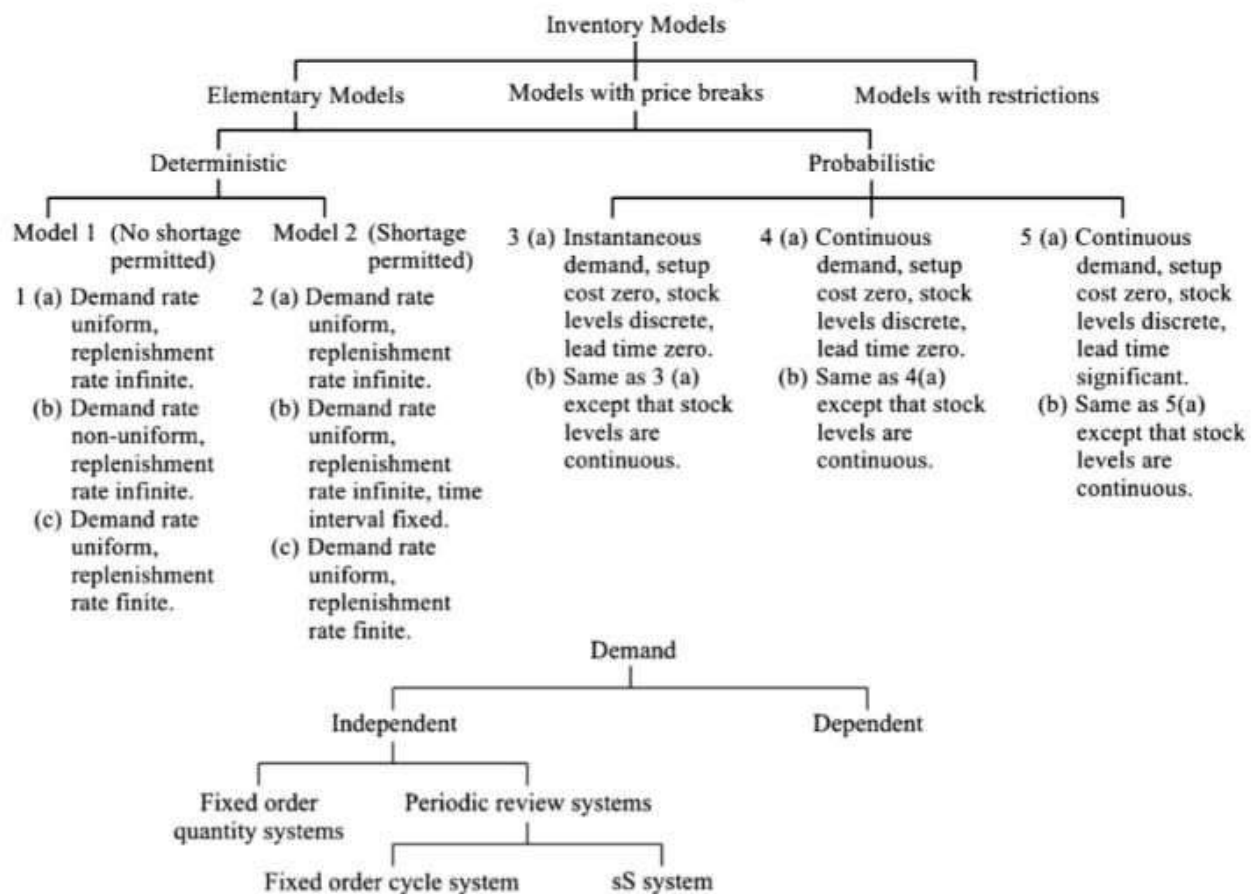 Inventory Models
Elementary Models
Models with price breaks
Models with restrictions
Deterministic
Probabilistic
Model 1 (No shortage
permitted)
1 (a) Demand rate
uniform,
replenishment
rate infinite.
(b) Demand rate
non-uniform,
replenishment
rate infinite.
(c) Demand rate
uniform,
replenishment
rate finite.
Model 2 (Shortage
permitted)
2 (a) Demand rate
uniform,
replenishment
rate infinite.
(b) Demand rate
uniform,
replenishment
rate infinite, time
interval fixed.
(c) Demand rate
uniform,
replenishment
rate finite.
3 (a) Instantaneous
demand, setup
cost zero, stock
levels discrete,
lead time zero.
(b) Same as 3 (a)
except that stock
levels are
continuous.
4 (a) Continuous
demand, setup
cost zero, stock
levels discrete,
lead time zero.
(b) Same as 4(a)
except that stock
levels are
continuous.
5 (a) Continuous
demand, setup
cost zero, stock
levels discrete,
lead time
significant.
(b) Same as 5(a)
except that stock
levels are
continuous.
Demand
Independent
Dependent
Fixed order
quantity systems
Periodic review systems
Fixed order cycle system
sS system